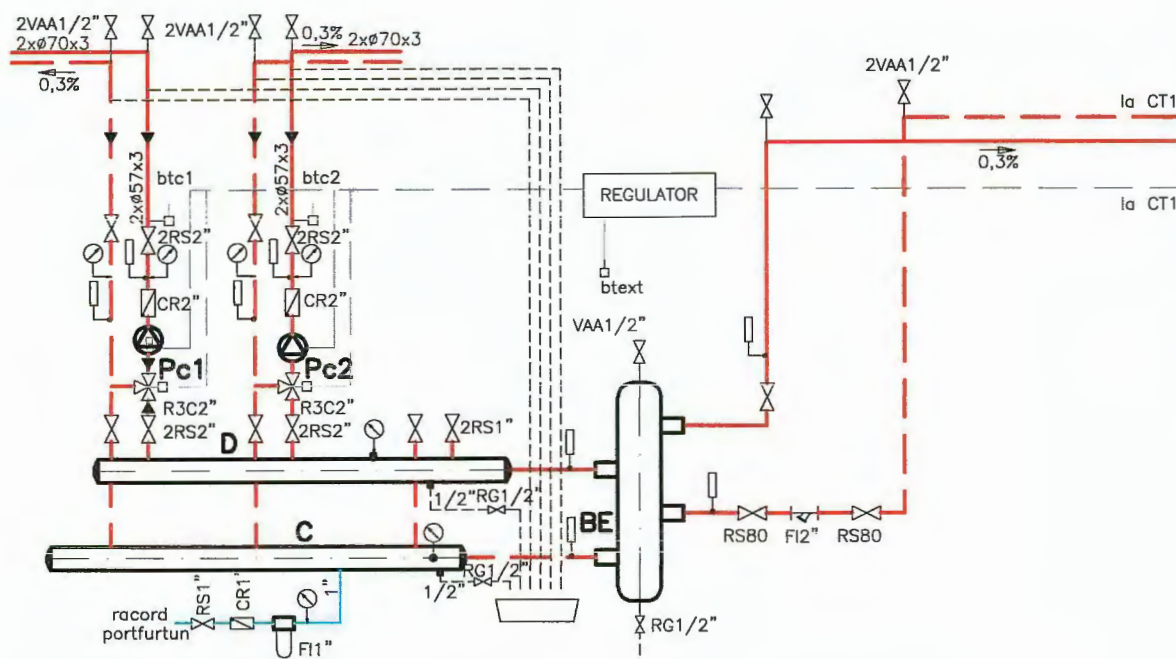 2VAA1/2"
2VAA1/2"
0,3%
2xø70x3
2xø70x3
0,3%
2VAA1/2"
la CT1
0,3%
la CT1
2xø57x3
btc1
2xø57x3
btc2
REGULATOR
2RS2"
2RS2"
btext
CR2"
CR2"
VAA1/2"
Pc1
Pc2
R3C2"
R3C2"
2RS2"
2RS2"
2RS1"
D
1/2"
RG1/2"
BE
RS80
FI2"
RS80
C
RG1/2"
1/2"
RS1"
CR1"
1"
racord
portfurtun
FI1"
RG1/2"